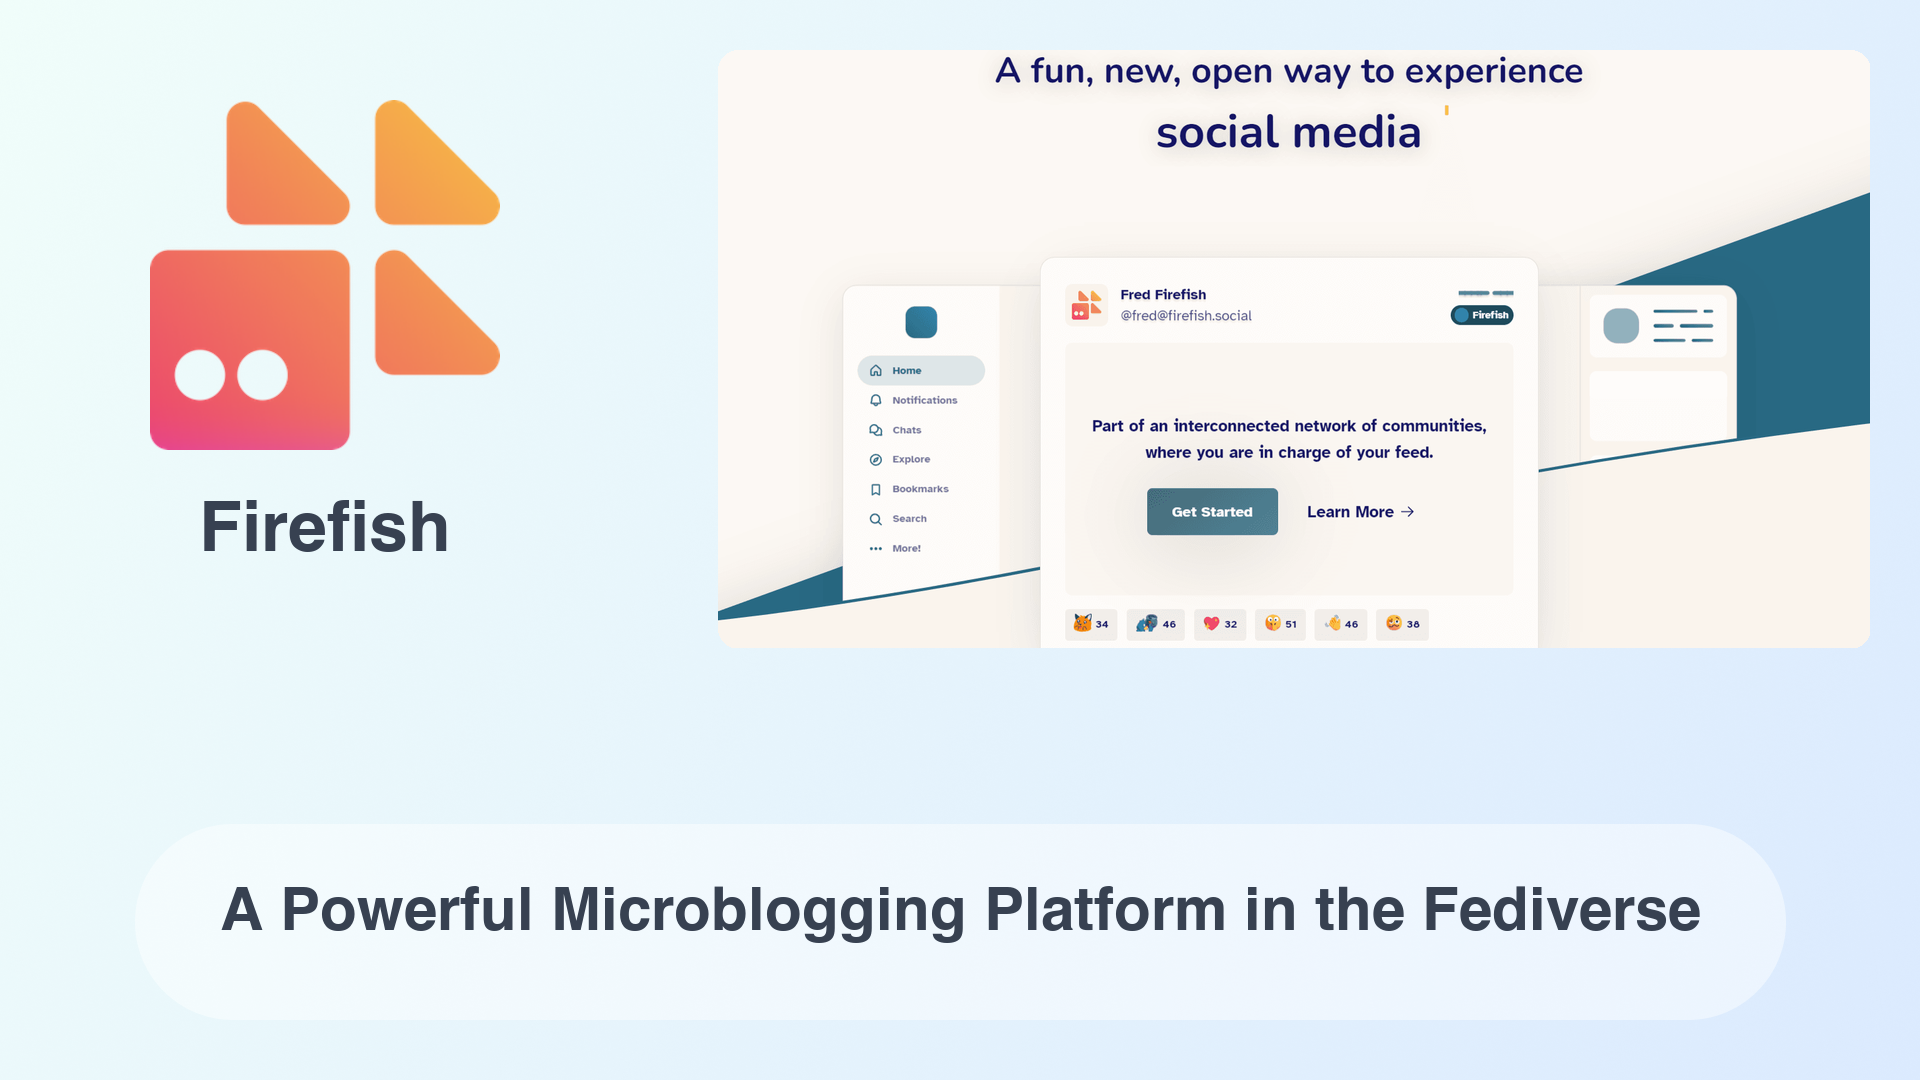 Firefish
A fun, new, open way to experience
social media
Home
Notifications
Chats
Explore
Bookmarks
Search
More!
Fred Firefish
@fred@firefish.social
Firefish
Part of an interconnected network of communities,
where you are in charge of your feed.
Get Started
Learn More →
34
46
32
51
46
38
A Powerful Microblogging Platform in the Fediverse